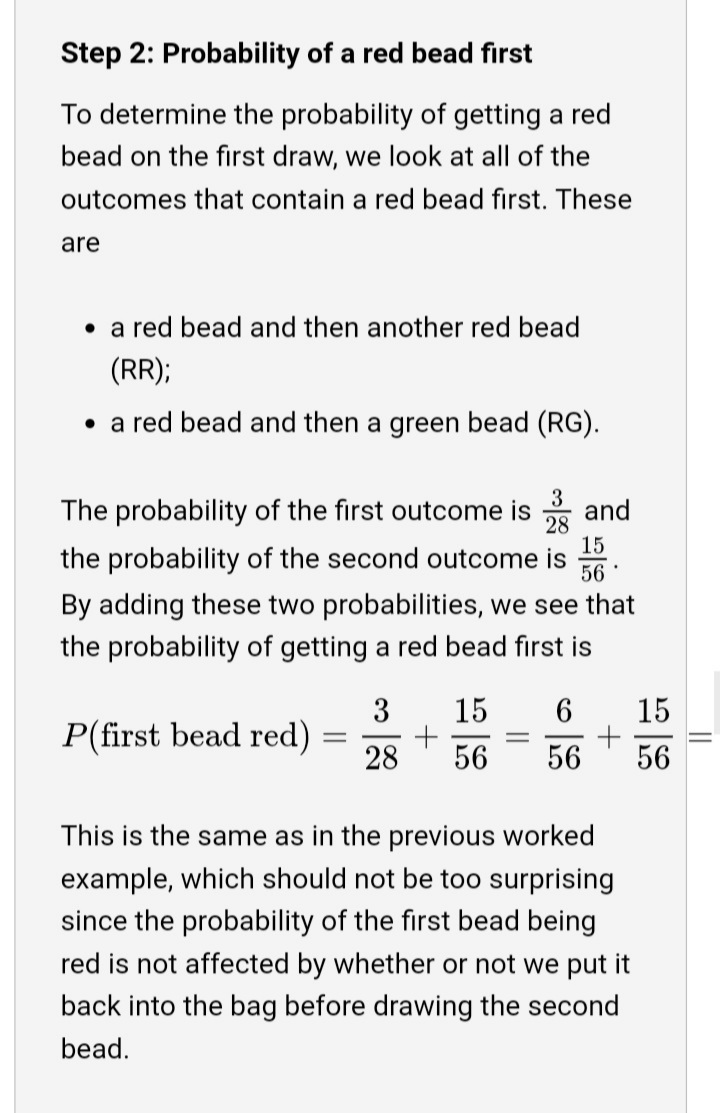 Step 2: Probability of a red bead first
To determine the probability of getting a red
bead on the first draw, we look at all of the
outcomes that contain a red bead first. These
are
• a red bead and then another red bead
(RR);
• a red bead and then a green bead (RG).
The probability of the first outcome is 3/28 and
the probability of the second outcome is 15/56.
By adding these two probabilities, we see that
the probability of getting a red bead first is
P(first bead red) = 3/28 + 15/56 = 6/56 + 15/56 =
This is the same as in the previous worked
example, which should not be too surprising
since the probability of the first bead being
red is not affected by whether or not we put it
back into the bag before drawing the second
bead.